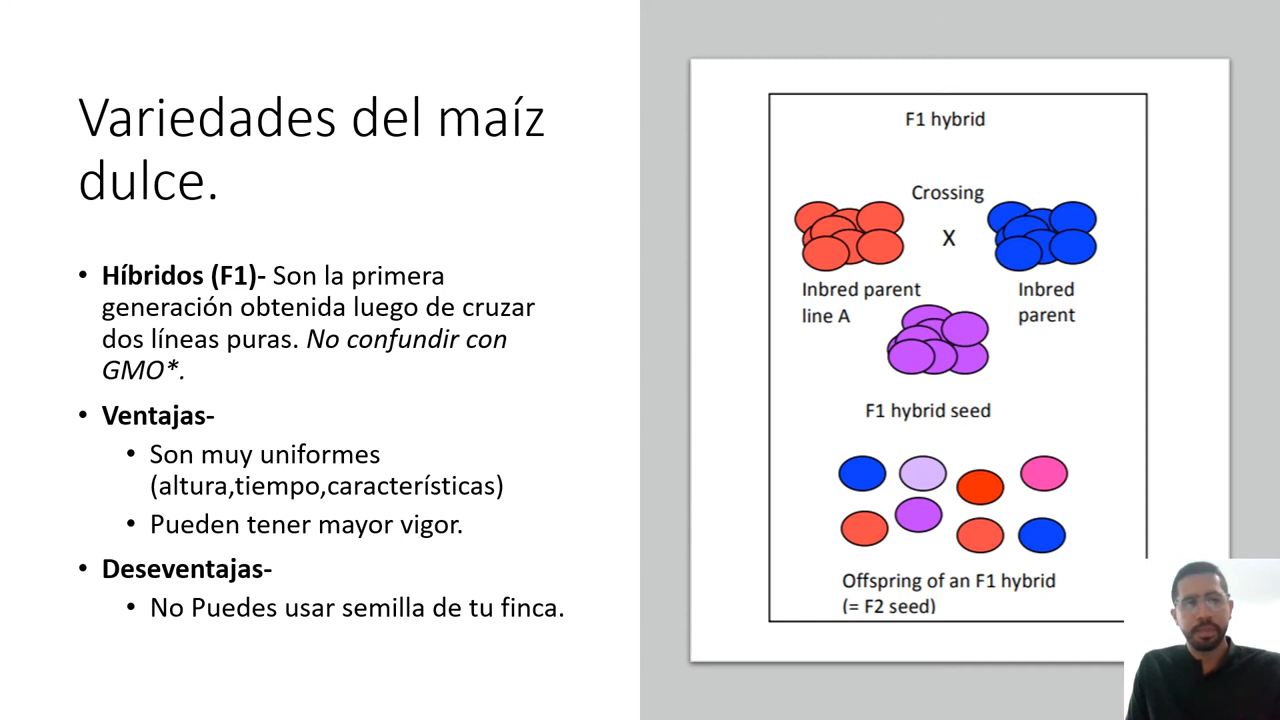 Variedades del maíz
dulce.
• Híbridos (F1)- Son la primera
generación obtenida luego de cruzar
dos líneas puras. No confundir con
GMO*.
• Ventajas-
• Son muy uniformes
(altura,tiempo,características)
• Pueden tener mayor vigor.
• Deseventajas-
• No Puedes usar semilla de tu finca.
F1 hybrid
Crossing
X
Inbred parent
line A
Inbred
parent
F1 hybrid seed
Offspring of an F1 hybrid
(= F2 seed)